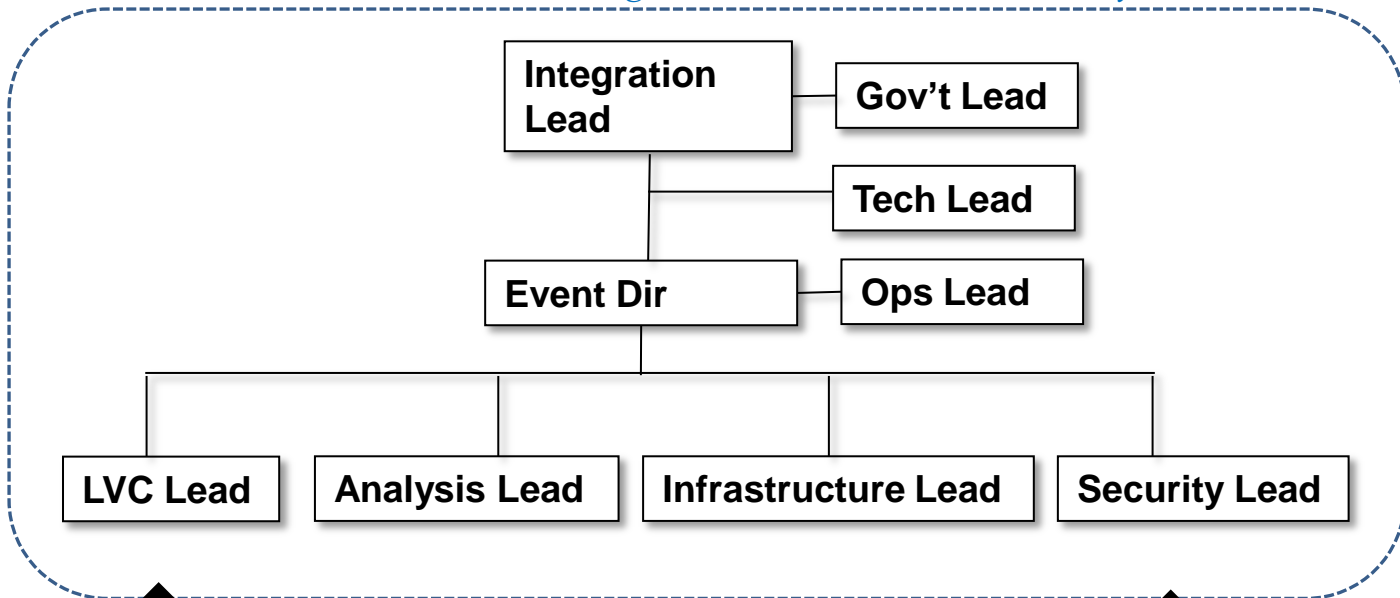 Integration
Lead
Gov't Lead
Tech Lead
Event Dir
Ops Lead
LVC Lead
Analysis Lead
Infrastructure Lead
Security Lead